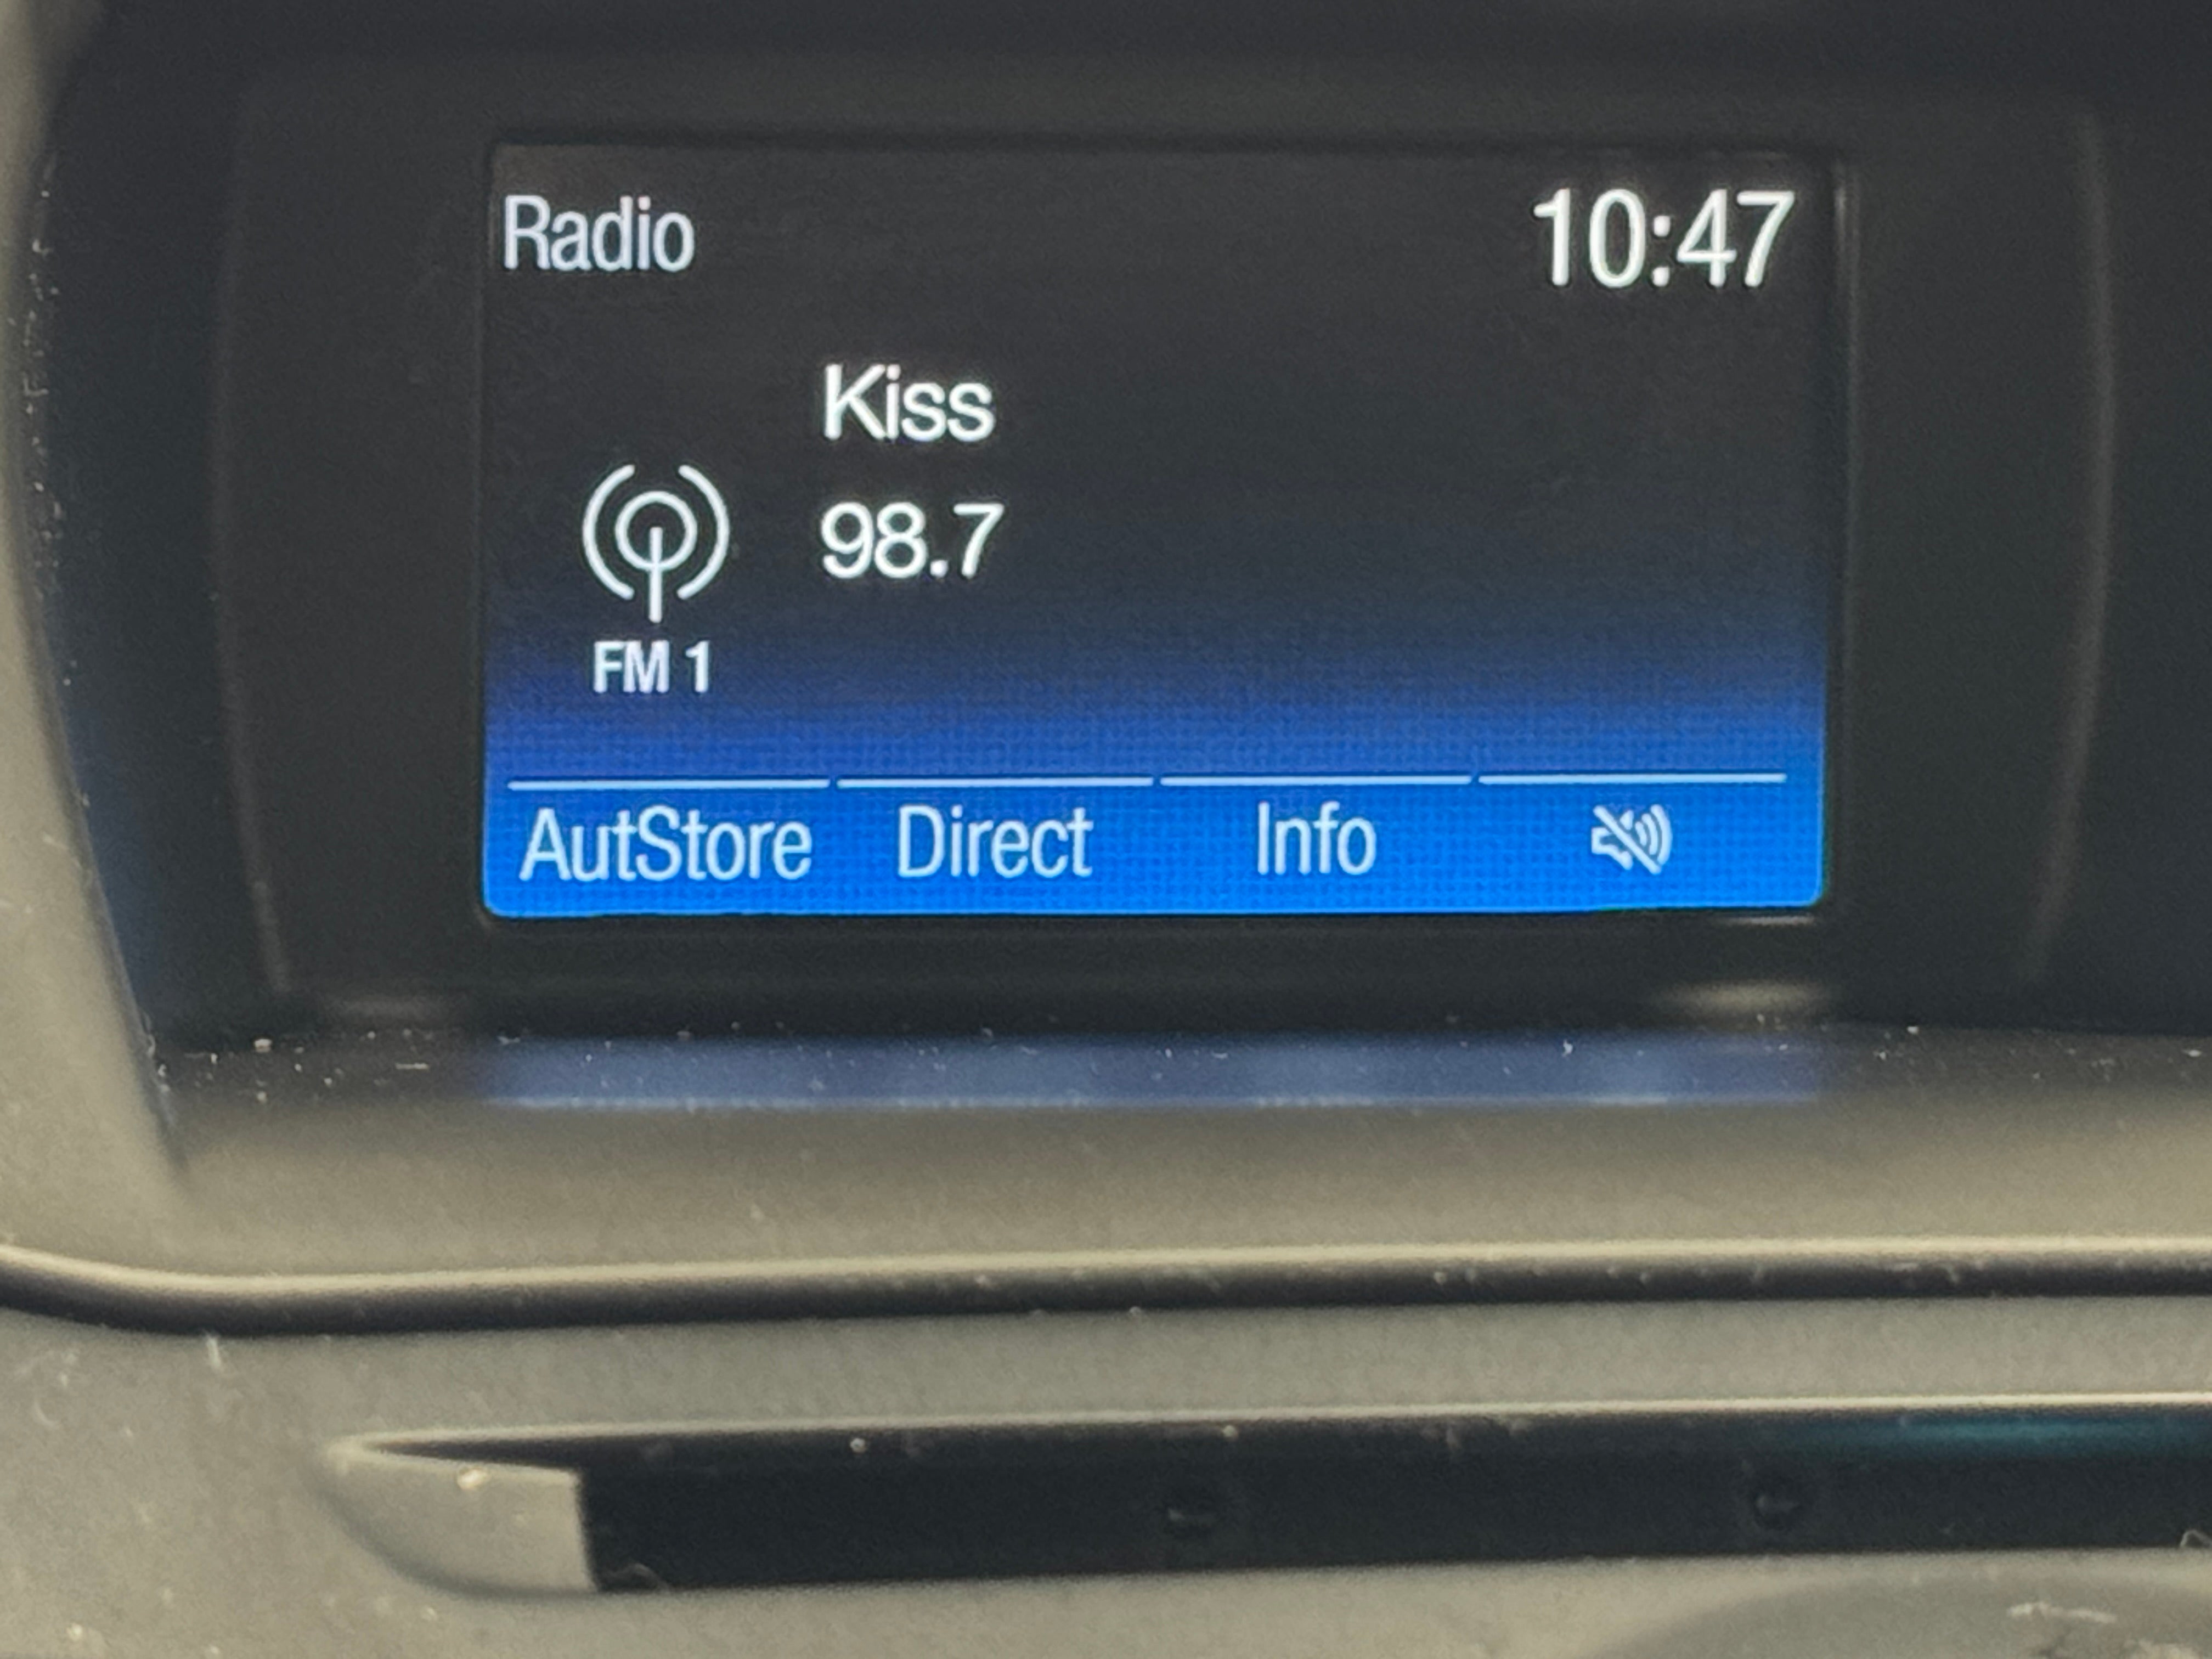 Radio 10:47
Kiss
98.7
FM 1
AutStore Direct Info